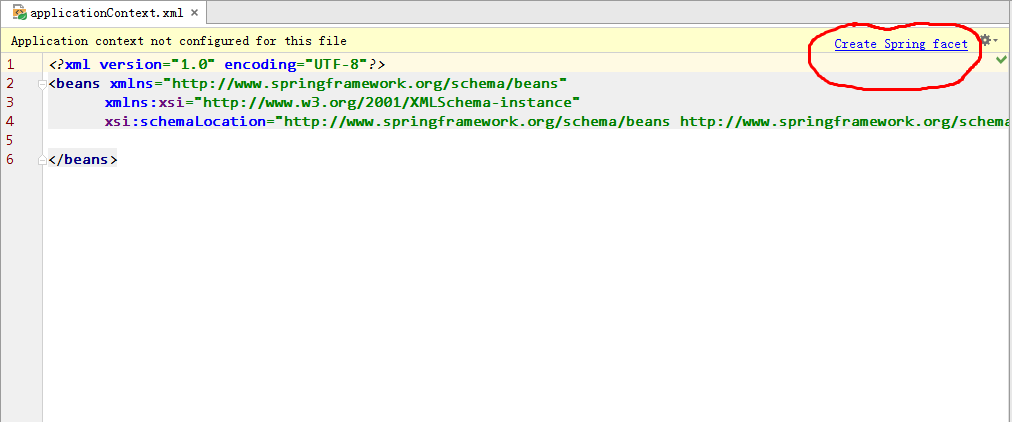 applicationContext.xml
Application context not configured for this file
Create Spring facet
1 <?xml version="1.0" encoding="UTF-8"?>
2 <beans xmlns="http://www.springframework.org/schema/beans"
3 xmlns:xsi="http://www.w3.org/2001/XMLSchema-instance"
4 xsi:schemaLocation="http://www.springframework.org/schema/beans http://www.springframework.org/schema
5
6 </beans>